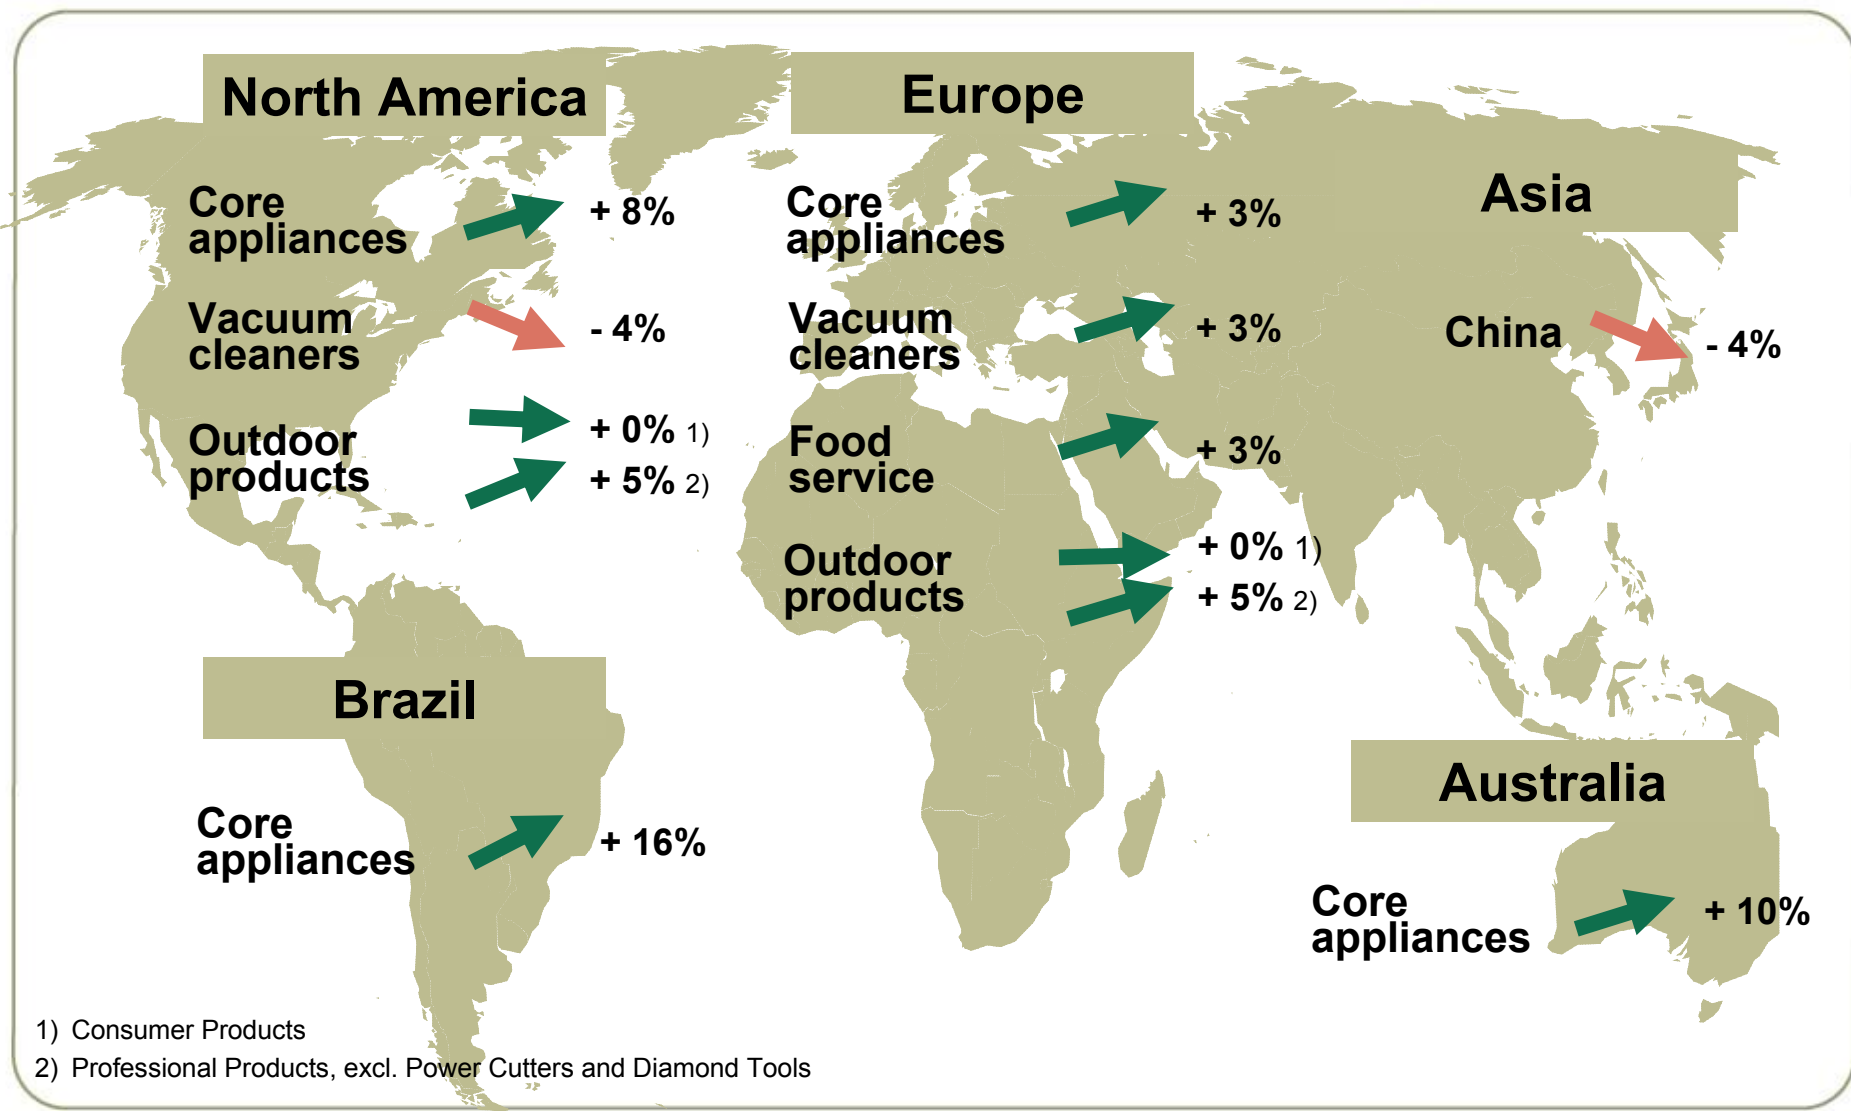 North America
Core
appliances
+ 8%
Vacuum
cleaners
- 4%
Outdoor
products
+ 0% 1)
+ 5% 2)
Europe
Core
appliances
+ 3%
Vacuum
cleaners
+ 3%
Food
service
+ 3%
Outdoor
products
+ 0% 1)
+ 5% 2)
Asia
China
- 4%
Brazil
Core
appliances
+ 16%
Australia
Core
appliances
+ 10%
1) Consumer Products
2) Professional Products, excl. Power Cutters and Diamond Tools